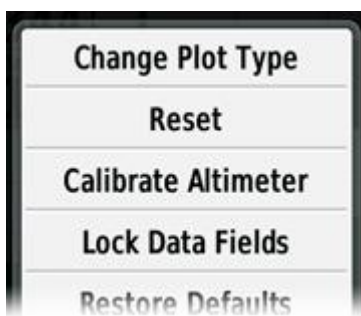 Change Plot Type
Reset
Calibrate Altimeter
Lock Data Fields
Restore Defaults